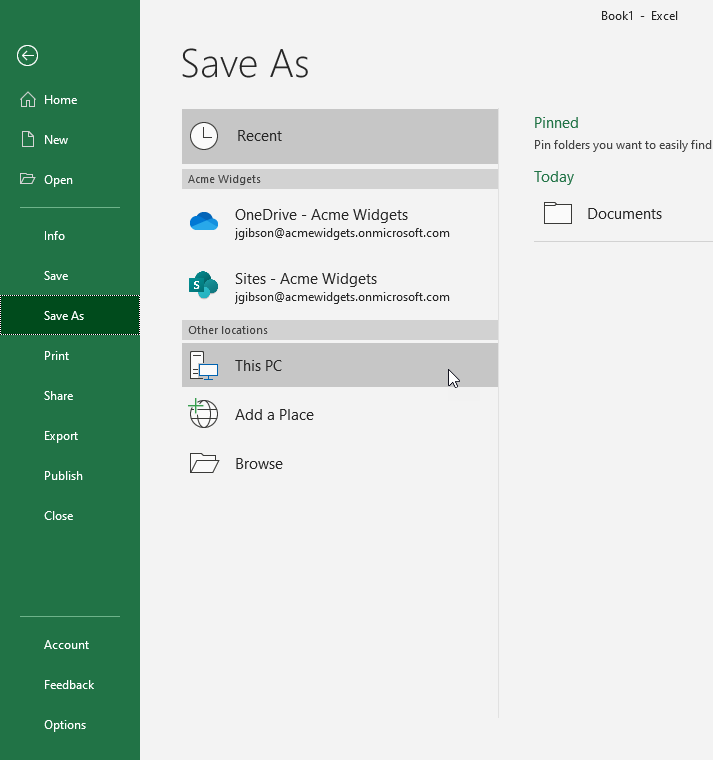 Book1 - Excel
Home
New
Open
Info
Save
Save As
Print
Share
Export
Publish
Close
Account
Feedback
Options
Save As
Recent
Acme Widgets
OneDrive - Acme Widgets
jgibson@acmewidgets.onmicrosoft.com
S
Sites - Acme Widgets
jgibson@acmewidgets.onmicrosoft.com
Other locations
This PC
Add a Place
Browse
Pinned
Pin folders you want to easily find
Today
Documents